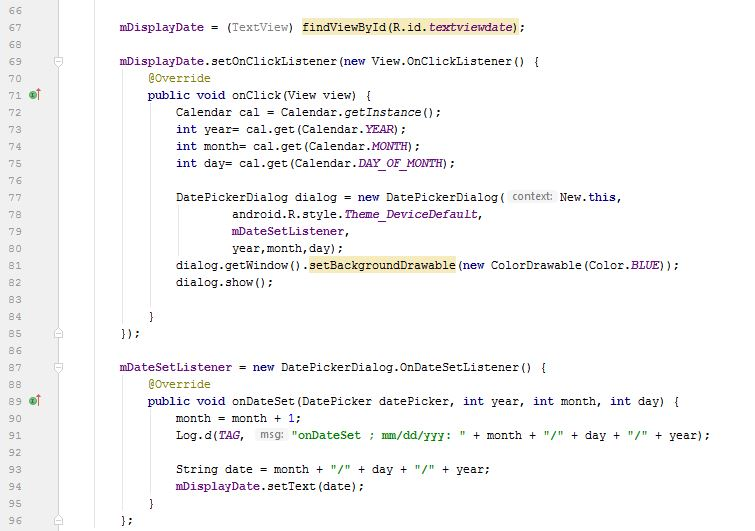 66
67 mDisplayDate = (TextView) findViewById(R.id.textviewdate);
68
69 mDisplayDate.setOnClickListener(new View.OnClickListener() {
70 @Override
71 public void onClick(View view) {
72 Calendar cal = Calendar.getInstance();
73 int year= cal.get(Calendar.YEAR);
74 int month= cal.get(Calendar.MONTH);
75 int day= cal.get(Calendar.DAY_OF_MONTH);
76
77 DatePickerDialog dialog = new DatePickerDialog( context: New.this,
78 android.R.style.Theme_DeviceDefault,
79 mDateSetListener,
80 year,month,day);
81 dialog.getWindow().setBackgroundDrawable(new ColorDrawable(Color.BLUE));
82 dialog.show();
83
84 }
85 });
86
87 mDateSetListener = new DatePickerDialog.OnDateSetListener() {
88 @Override
89 public void onDateSet(DatePicker datePicker, int year, int month, int day) {
90 month = month + 1;
91 Log.d(TAG, msg: "onDateSet ; mm/dd/yyy: " + month + "/" + day + "/" + year);
92
93 String date = month + "/" + day + "/" + year;
94 mDisplayDate.setText(date);
95 }
96 };